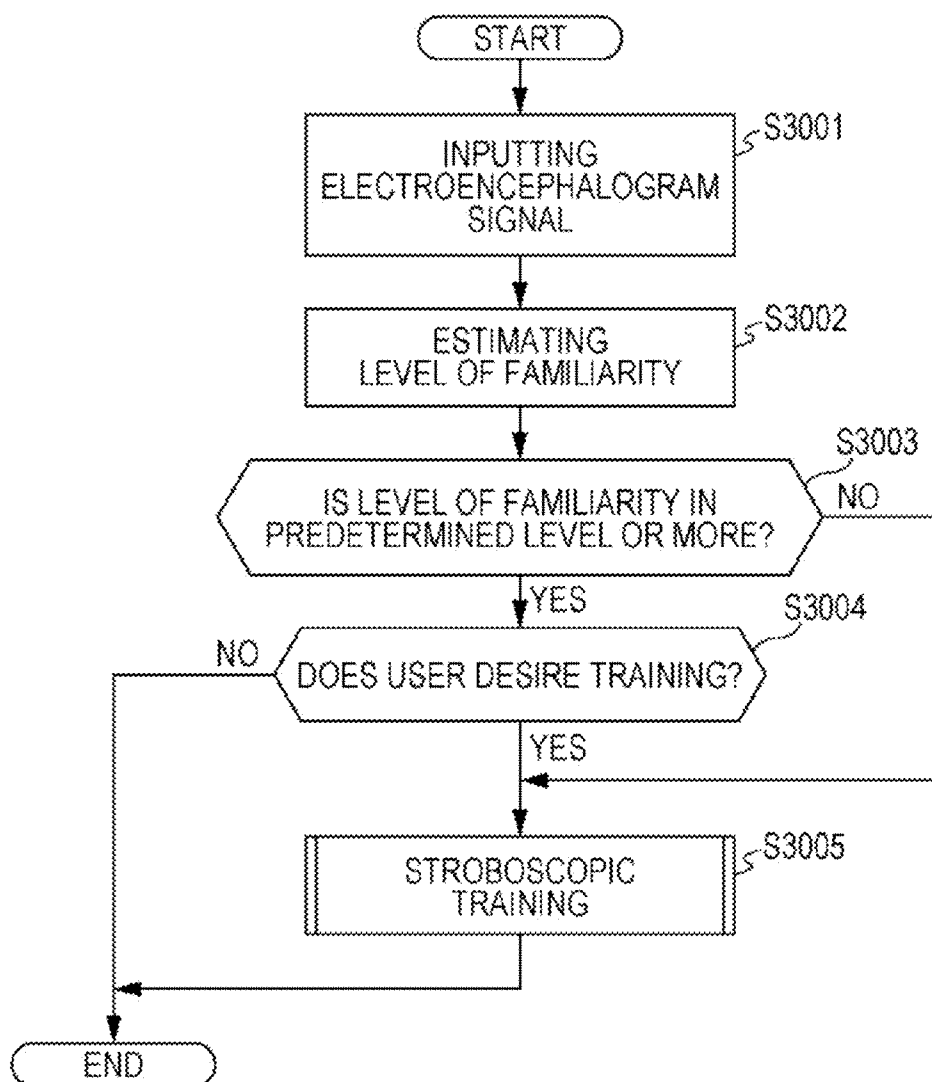 START
S3001
INPUTTING
ELECTROENCEPHALOGRAM
SIGNAL
S3002
ESTIMATING
LEVEL OF FAMILIARITY
S3003
IS LEVEL OF FAMILIARITY IN
PREDETERMINED LEVEL OR MORE?
NO
YES
S3004
NO
DOES USER DESIRE TRAINING?
YES
S3005
STROBOSCOPIC
TRAINING
END